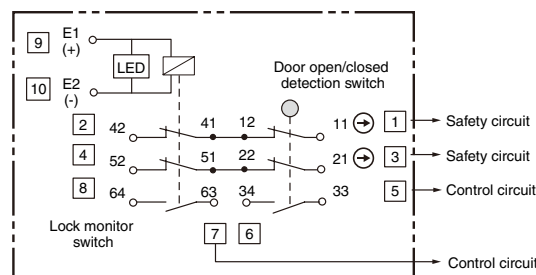 9 E1 (+)
LED
10 E2 (-)
Door open/closed
detection switch
2 42 41 12 11 1 Safety circuit
4 52 51 22 21 3 Safety circuit
8 64 63 34 33 5 Control circuit
Lock monitor
switch
7 6
Control circuit